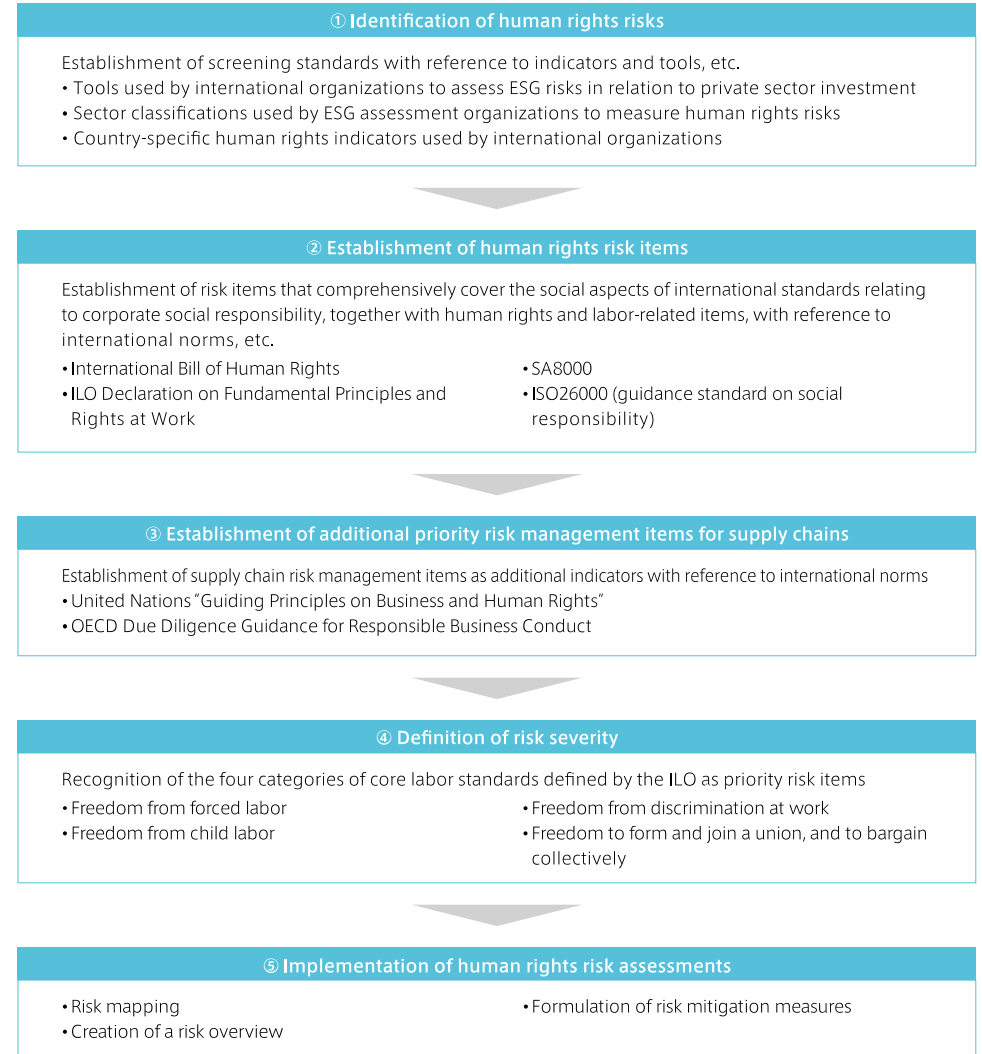 ① Identification of human rights risks
Establishment of screening standards with reference to indicators and tools, etc.
• Tools used by international organizations to assess ESG risks in relation to private sector investment
• Sector classifications used by ESG assessment organizations to measure human rights risks
• Country-specific human rights indicators used by international organizations
② Establishment of human rights risk items
Establishment of risk items that comprehensively cover the social aspects of international standards relating
to corporate social responsibility, together with human rights and labor-related items, with reference to
international norms, etc.
• International Bill of Human Rights
• ILO Declaration on Fundamental Principles and
Rights at Work
• SA8000
• ISO26000 (guidance standard on social
responsibility)
③ Establishment of additional priority risk management items for supply chains
Establishment of supply chain risk management items as additional indicators with reference to international norms
• United Nations “Guiding Principles on Business and Human Rights”
• OECD Due Diligence Guidance for Responsible Business Conduct
④ Definition of risk severity
Recognition of the four categories of core labor standards defined by the ILO as priority risk items
• Freedom from forced labor
• Freedom from child labor
• Freedom from discrimination at work
• Freedom to form and join a union, and to bargain
collectively
⑤ Implementation of human rights risk assessments
• Risk mapping
• Creation of a risk overview
• Formulation of risk mitigation measures